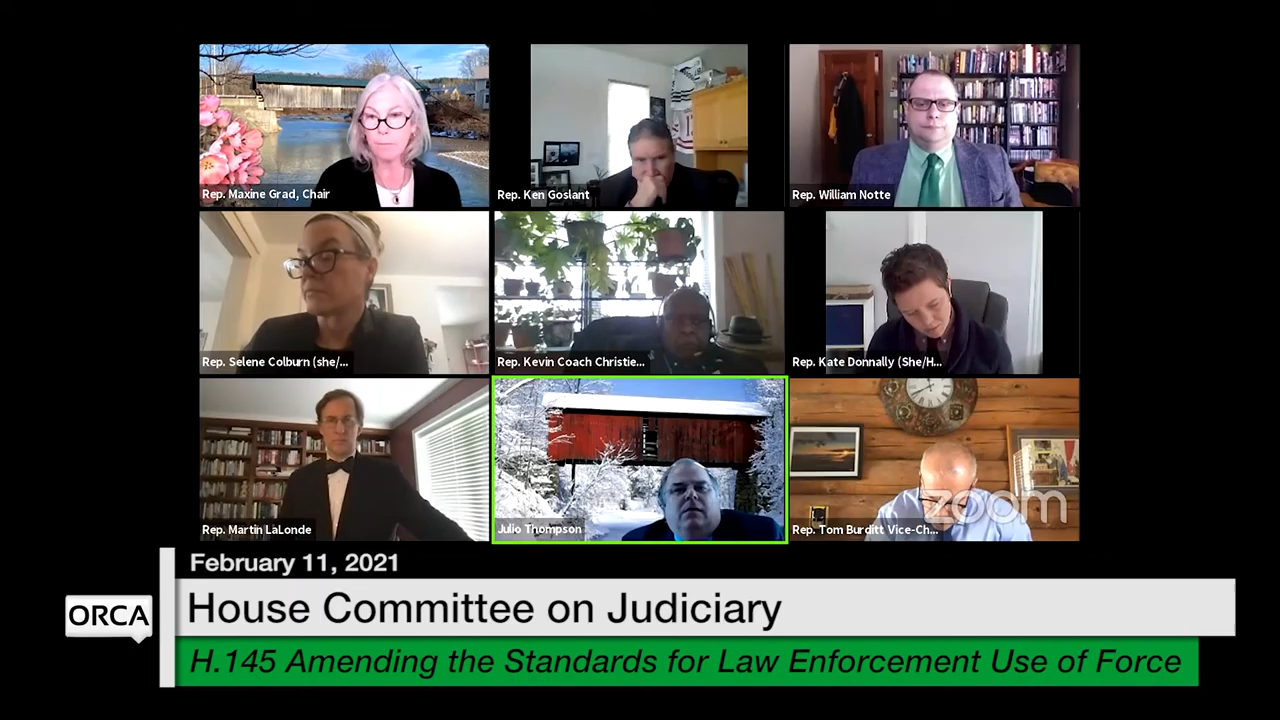 Rep. Maxine Grad, Chair
Rep. Ken Goslant
Rep. William Notte
Rep. Selene Colburn (she/...
Rep. Kevin Coach Christie...
Rep. Kate Donnally (She/H...
Rep. Martin LaLonde
Julio Thompson
Rep. Tom Burditt Vice-Ch...
zoom
February 11, 2021
ORCA
House Committee on Judiciary
H.145 Amending the Standards for Law Enforcement Use of Force